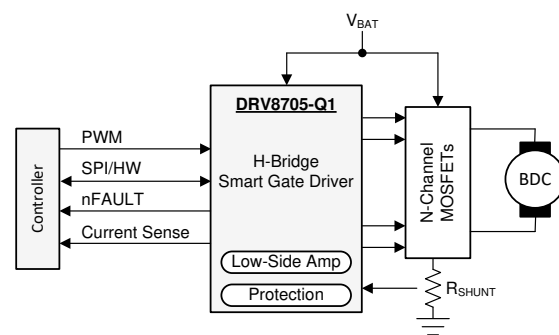 VBAT
DRV8705-Q1
H-Bridge
Smart Gate Driver
Low-Side Amp
Protection
Controller
PWM
SPI/HW
nFAULT
Current Sense
N-Channel
MOSFETs
BDC
RSHUNT